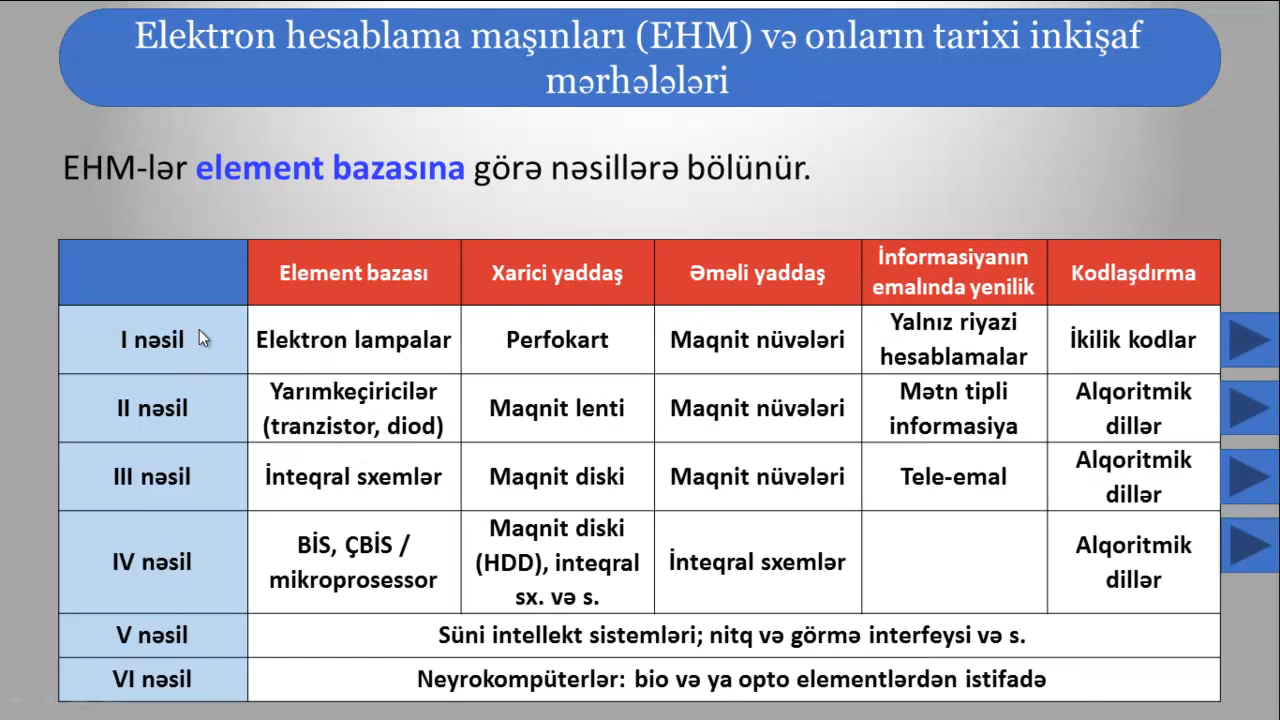 Elektron hesablama maşınları (EHM) və onların tarixi inkişaf
mərhələləri
EHM-lər element bazasına görə nəsillərə bölünür.
Element bazası
Xarici yaddaş
Əməli yaddaş
İnformasiyanın
emalında yenilik
Kodlaşdırma
I nəsil
Elektron lampalar
Perfokart
Maqnit nüvələri
Yalnız riyazi
hesablamalar
İkilik kodlar
II nəsil
Yarımkeçiricilər
(tranzistor, diod)
Maqnit lenti
Maqnit nüvələri
Mətn tipli
informasiya
Alqoritmik
dillər
III nəsil
İnteqral sxemlər
Maqnit diski
Maqnit nüvələri
Tele-emal
Alqoritmik
dillər
IV nəsil
BİS, ÇBİS /
mikroprosessor
Maqnit diski
(HDD), inteqral
sx. və s.
İnteqral sxemlər
Alqoritmik
dillər
V nəsil
Süni intellekt sistemləri; nitq və görmə interfeysi və s.
VI nəsil
Neyrokompüterlər: bio və ya opto elementlərdən istifadə